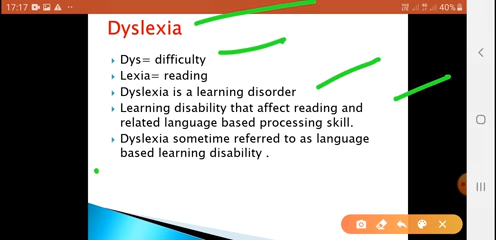 17:17
40%
Dyslexia
Dys= difficulty
Lexia= reading
Dyslexia is a learning disorder
Learning disability that affect reading and
related language based processing skill.
Dyslexia sometime referred to as language
based learning disability .